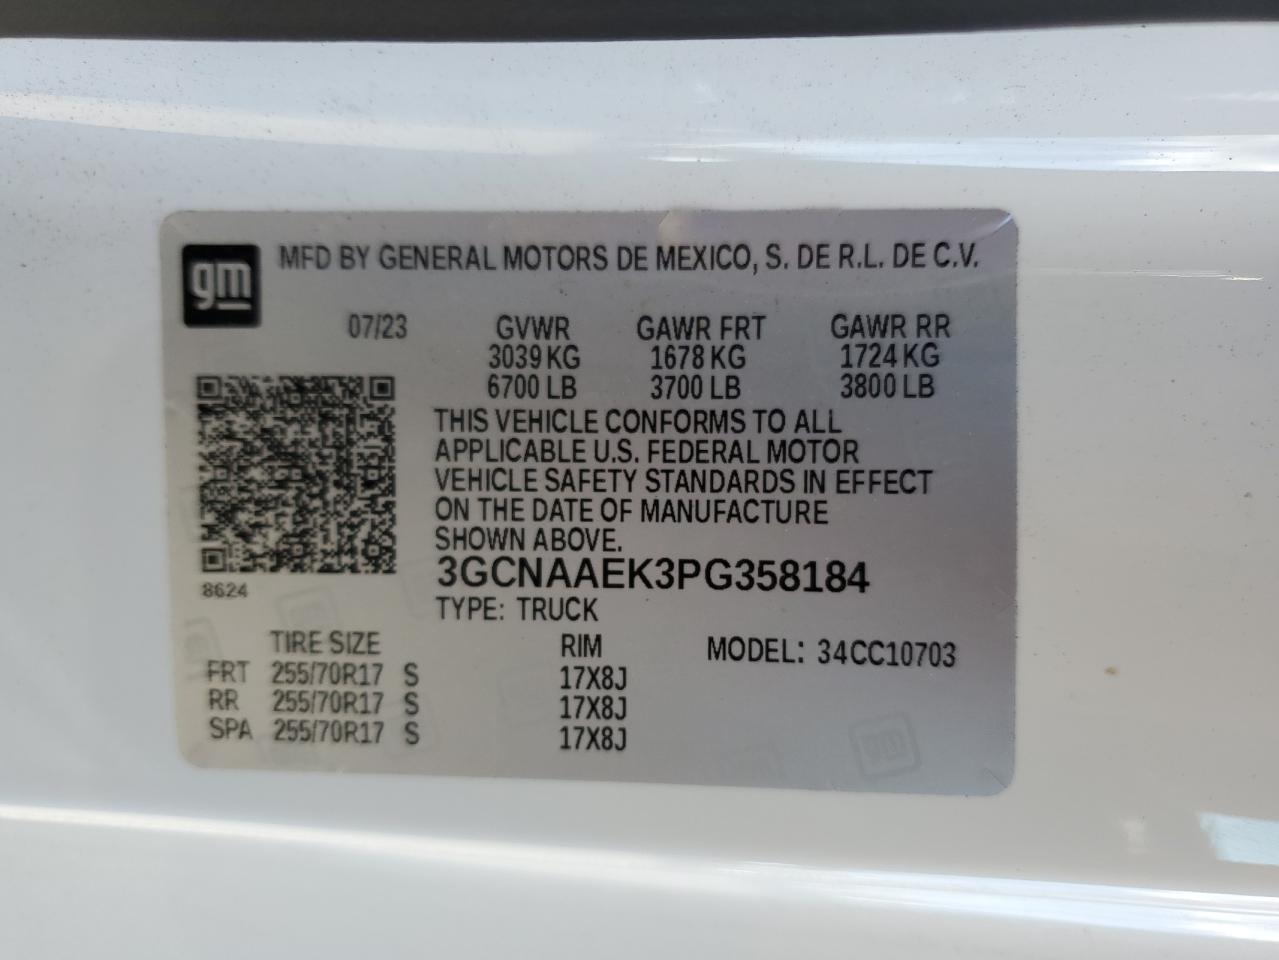 gm
MFD BY GENERAL MOTORS DE MEXICO, S. DE R.L. DE C.V.
07/23 GVWR GAWR FRT GAWR RR
3039 KG 1678 KG 1724 KG
6700 LB 3700 LB 3800 LB
THIS VEHICLE CONFORMS TO ALL
APPLICABLE U.S. FEDERAL MOTOR
VEHICLE SAFETY STANDARDS IN EFFECT
ON THE DATE OF MANUFACTURE
SHOWN ABOVE.
3GCNAAEK3PG358184
8624
TYPE: TRUCK
TIRE SIZE RIM MODEL: 34CC10703
FRT 255/70R17 S 17X8J
RR 255/70R17 S 17X8J
SPA 255/70R17 S 17X8J
gm